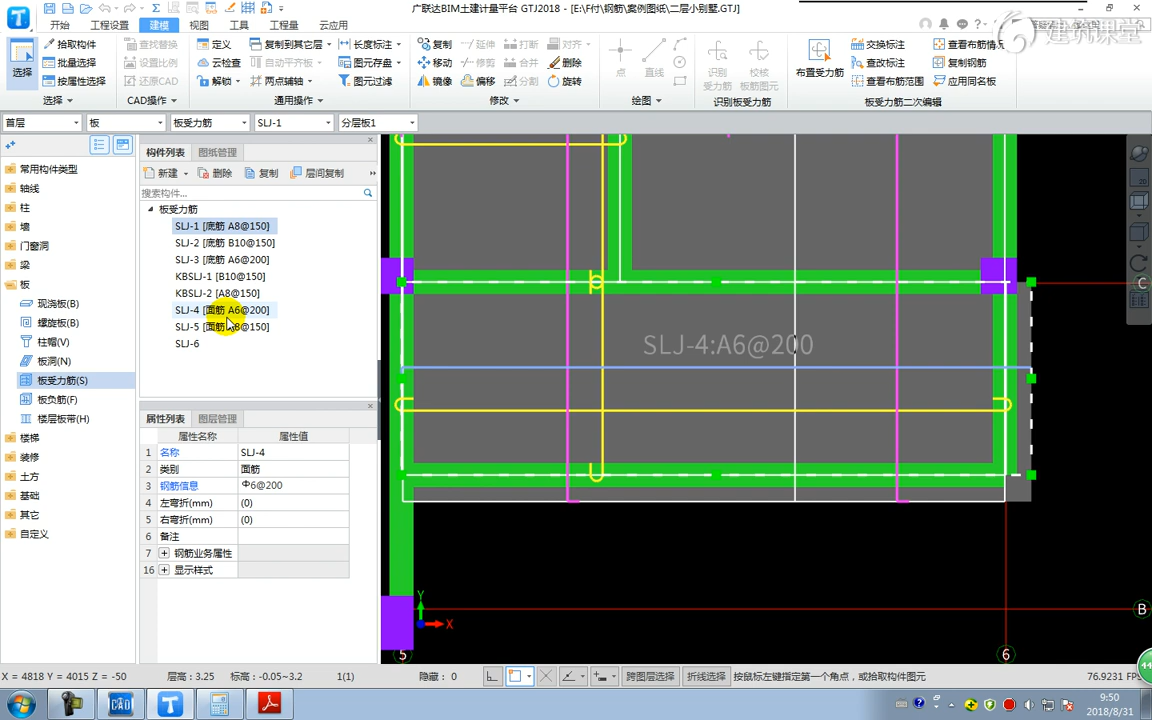 广联达BIM土建计量平台 GTJ2018 - [E:\F付\钢筋\案例图纸\二层小别墅.GTJ]
开始 工程设置 建模 视图 工具 工程量 云应用
建筑课堂
选择
拾取构件
批量选择
按属性选择
选择
查找替换
设置比例
还原CAD
CAD操作
定义
云检查
解锁
复制到其它层
自动平齐板
两点辅轴
长度标注
图元存盘
图元过滤
通用操作
复制 延伸 打断 对齐
移动 修剪 合并 删除
镜像 偏移 分割 旋转
修改
点 直线
绘图
识别受力筋
校核板筋图元
识别板受力筋
布置受力筋
交换标注
查改标注
查看布筋范围
查看布筋情况
复制钢筋
应用同名板
板受力筋二次编辑
首层 板 板受力筋 SLJ-1 分层板1
常用构件类型
轴线
柱
墙
门窗洞
梁
板
现浇板(B)
螺旋板(B)
柱帽(V)
板洞(N)
板受力筋(S)
板负筋(F)
楼层板带(H)
楼梯
装修
土方
基础
其它
自定义
构件列表 图纸管理
新建 删除 复制 层间复制
搜索构件...
板受力筋
SLJ-1 [底筋 A8@150]
SLJ-2 [底筋 B10@150]
SLJ-3 [底筋 A6@200]
KBSLJ-1 [B10@150]
KBSLJ-2 [A8@150]
SLJ-4 [面筋 A6@200]
SLJ-5 [面筋 A8@150]
SLJ-6
属性列表 图层管理
属性名称 属性值
1 名称 SLJ-4
2 类别 面筋
3 钢筋信息 Φ6@200
4 左弯折(mm) (0)
5 右弯折(mm) (0)
6 备注
7 钢筋业务属性
16 显示样式
SLJ-4:A6@200
C
B
5
6
Y
X
2D
44
X = 4818 Y = 4015 Z = -50
层高：3.25 标高：-0.05~3.2 1(1) 隐藏：0
跨图层选择 折线选择 按鼠标左键指定第一个角点，或拾取构件图元
76.9231 FPS
CAD
9:50
2018/8/31